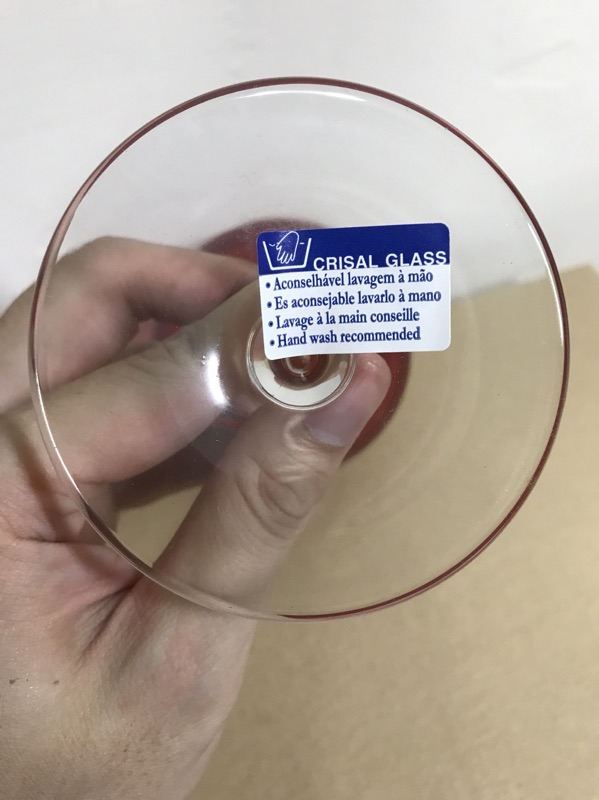 CRISAL GLASS
• Aconselhável lavagem à mão
• Es aconsejable lavarlo à mano
• Lavage à la main conseille
• Hand wash recommended